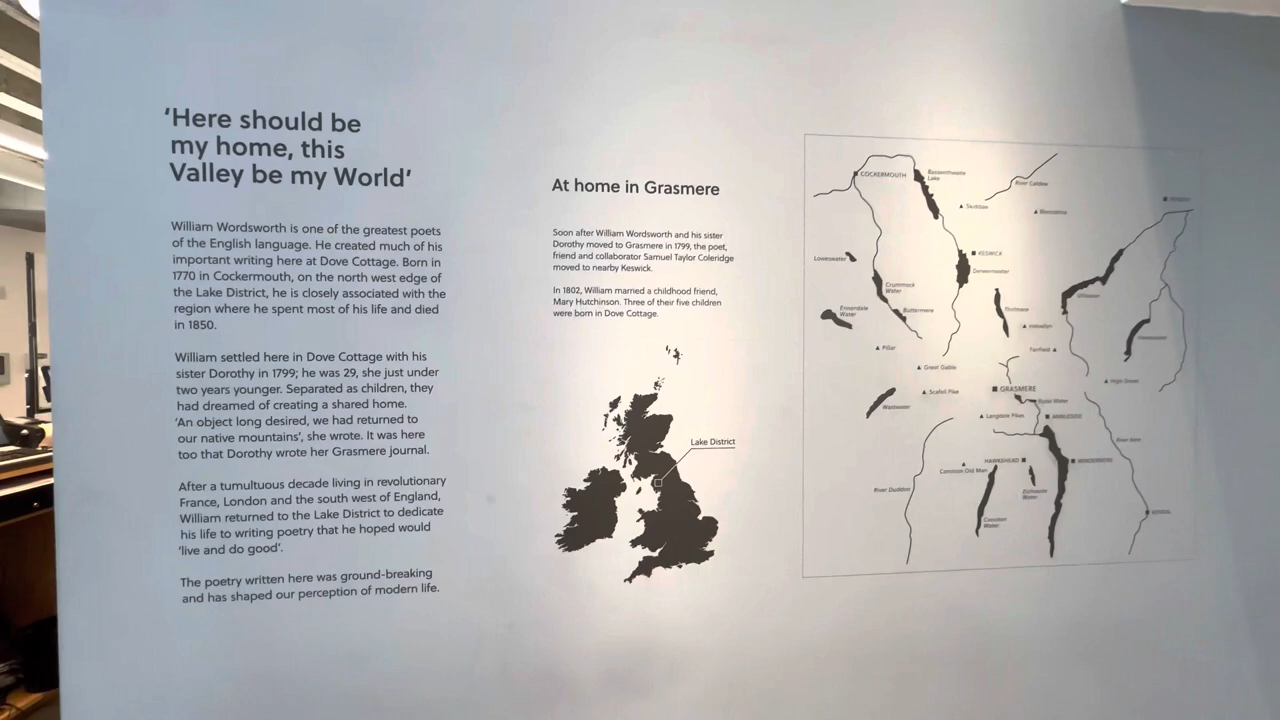 'Here should be
my home, this
Valley be my World'
William Wordsworth is one of the greatest poets
of the English language. He created much of his
important writing here at Dove Cottage. Born in
1770 in Cockermouth, on the north west edge of
the Lake District, he is closely associated with the
region where he spent most of his life and died
in 1850.
William settled here in Dove Cottage with his
sister Dorothy in 1799; he was 29, she just under
two years younger. Separated as children, they
had dreamed of creating a shared home.
'An object long desired, we had returned to
our native mountains', she wrote. It was here
too that Dorothy wrote her Grasmere journal.
After a tumultuous decade living in revolutionary
France, London and the south west of England,
William returned to the Lake District to dedicate
his life to writing poetry that he hoped would
'live and do good'.
The poetry written here was ground-breaking
and has shaped our perception of modern life.
At home in Grasmere
Soon after William Wordsworth and his sister
Dorothy moved to Grasmere in 1799, the poet,
friend and collaborator Samuel Taylor Coleridge
moved to nearby Keswick.
In 1802, William married a childhood friend,
Mary Hutchinson. Three of their five children
were born in Dove Cottage.
Lake District
COCKERMOUTH
Bassenthwaite
Lake
River Caldew
Skiddaw
Loweswater
KESWICK
Derwentwater
Crummock
Water
Buttermere
Ennerdale
Water
Ullswater
Thirlmere
Helvellyn
Pillar
Fairfield
Great Gable
High Street
Scafell Pike
GRASMERE
Rydal Water
Wastwater
Langdale Pikes
AMBLESIDE
River Kent
HAWKSHEAD
WINDERMERE
Coniston Old Man
River Duddon
Esthwaite
Water
Coniston
Water
KENDAL